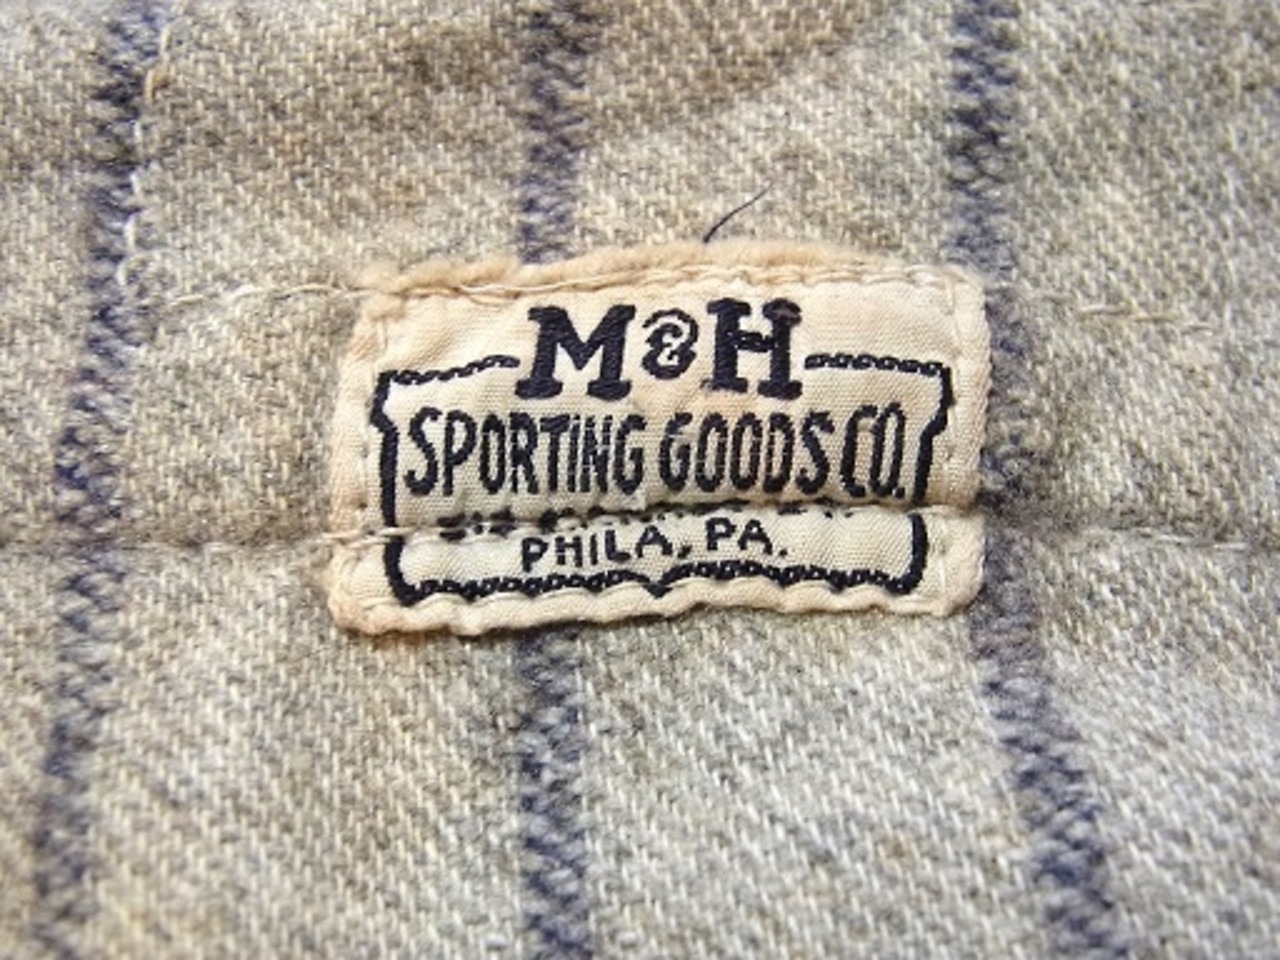 M&H
SPORTING GOODS CO.
PHILA, PA.